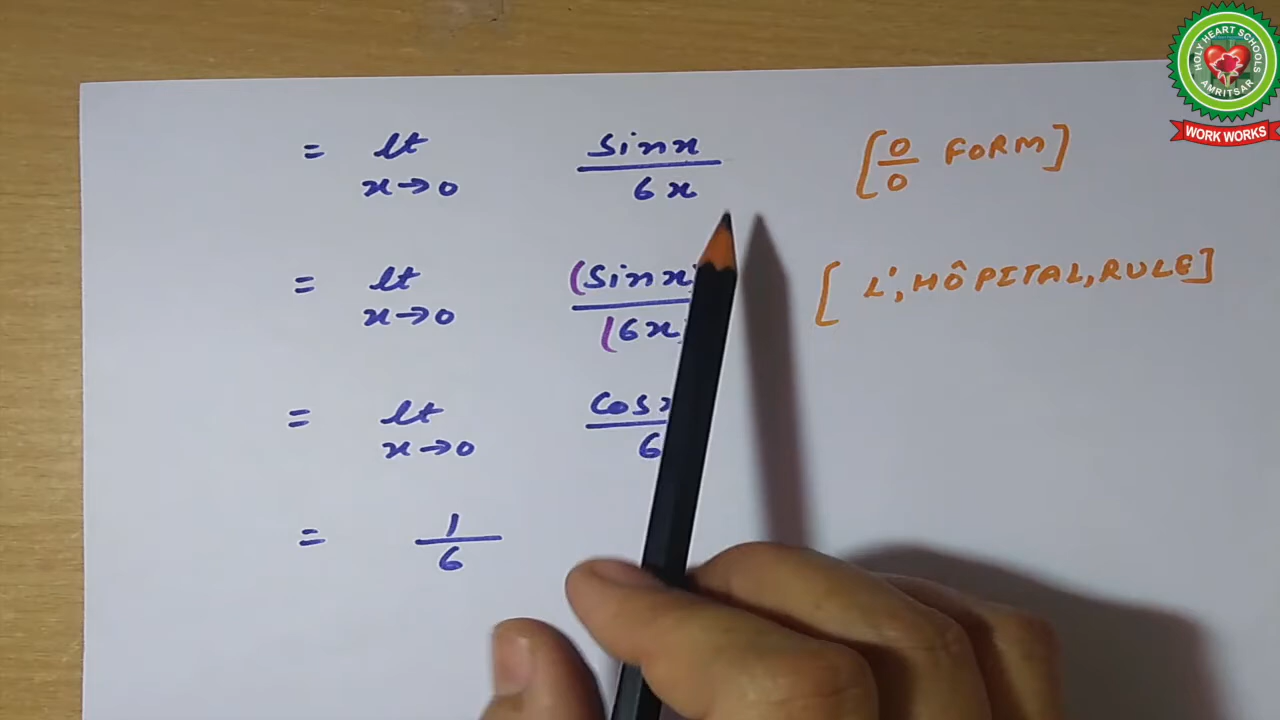 = lt sinx/6x [0/0 FORM]
x→0
= lt (sinx/(6x [L',HÔPITAL,RULE]
x→0
= lt cosx/6
x→0
= 1/6
HOLY HEART SCHOOLS
AMRITSAR
WORK WORKS